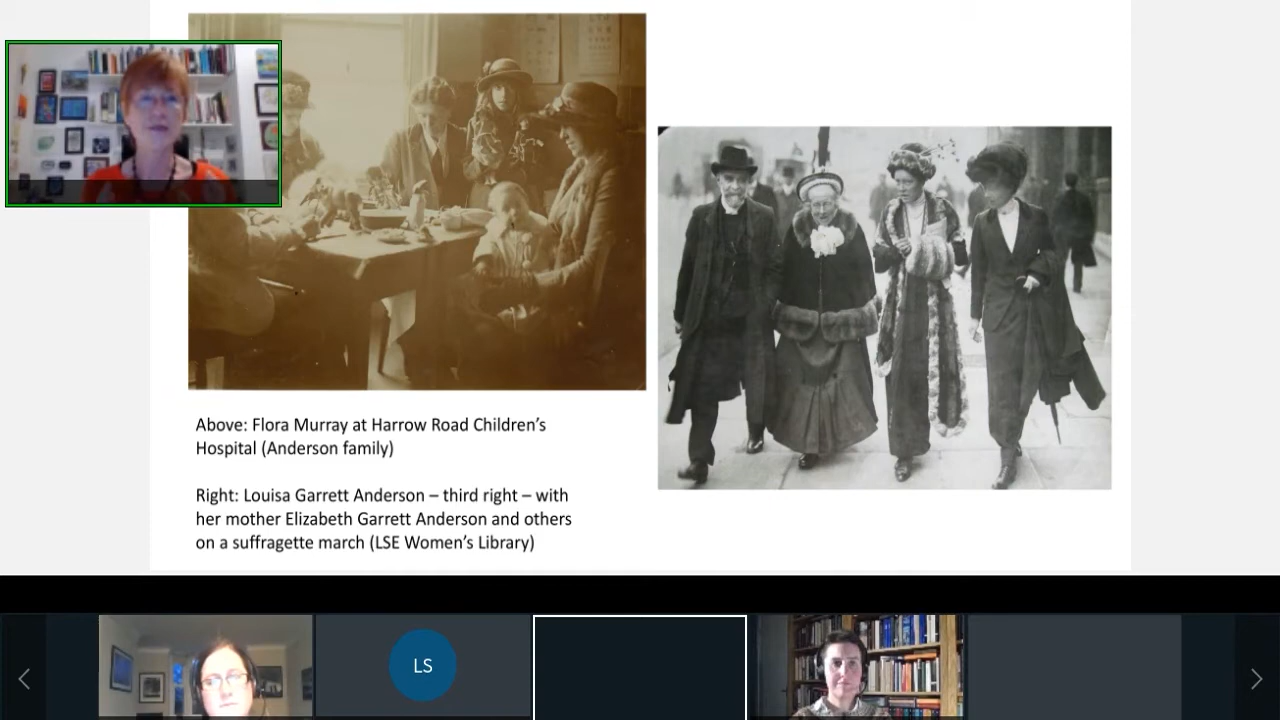 Above: Flora Murray at Harrow Road Children’s
Hospital (Anderson family)
Right: Louisa Garrett Anderson – third right – with
her mother Elizabeth Garrett Anderson and others
on a suffragette march (LSE Women’s Library)
LS